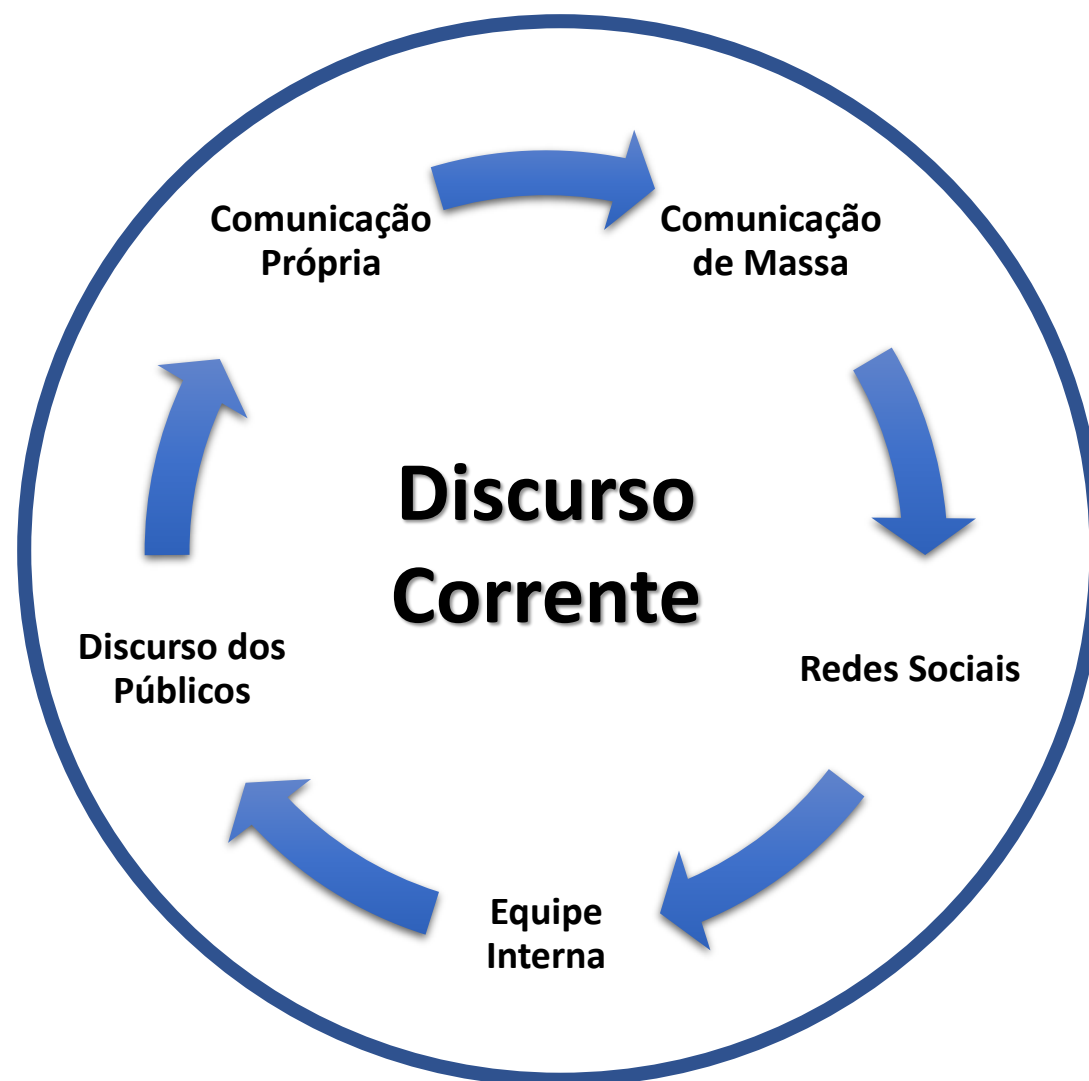 Comunicação
Própria
Comunicação
de Massa
Discurso
Corrente
Discurso dos
Públicos
Redes Sociais
Equipe
Interna